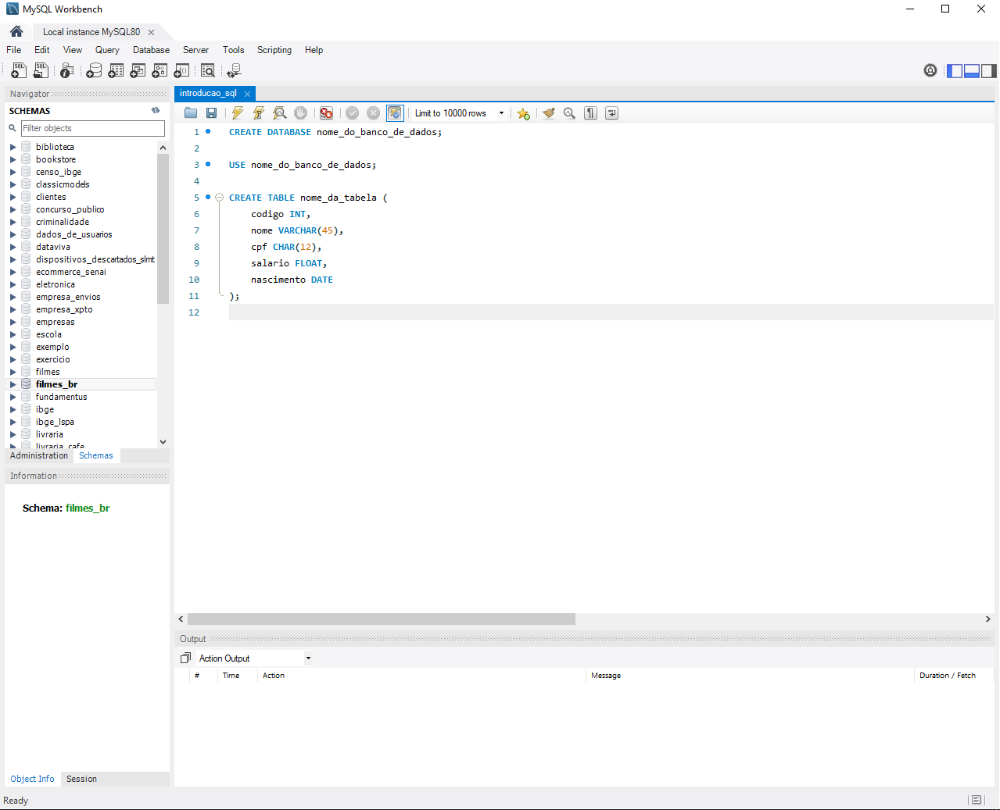 MySQL Workbench
Local instance MySQL80
File Edit View Query Database Server Tools Scripting Help
Navigator
SCHEMAS
Filter objects
biblioteca
bookstore
censo_ibge
classicmodels
clientes
concurso_publico
criminalidade
dados_de_usuarios
dataviva
dispositivos_descartados_slmt
ecommerce_senai
eletronica
empresa_envios
empresa_xpto
empresas
escola
exemplo
exercicio
filmes
filmes_br
fundamentus
ibge
ibge_lspa
livraria
livraria_cafe
Administration Schemas
Information
Schema: filmes_br
Object Info Session
introducao_sql
Limit to 10000 rows
1 CREATE DATABASE nome_do_banco_de_dados;
2
3 USE nome_do_banco_de_dados;
4
5 CREATE TABLE nome_da_tabela (
6 codigo INT,
7 nome VARCHAR(45),
8 cpf CHAR(12),
9 salario FLOAT,
10 nascimento DATE
11 );
12
Output
Action Output
# Time Action Message Duration / Fetch
Ready